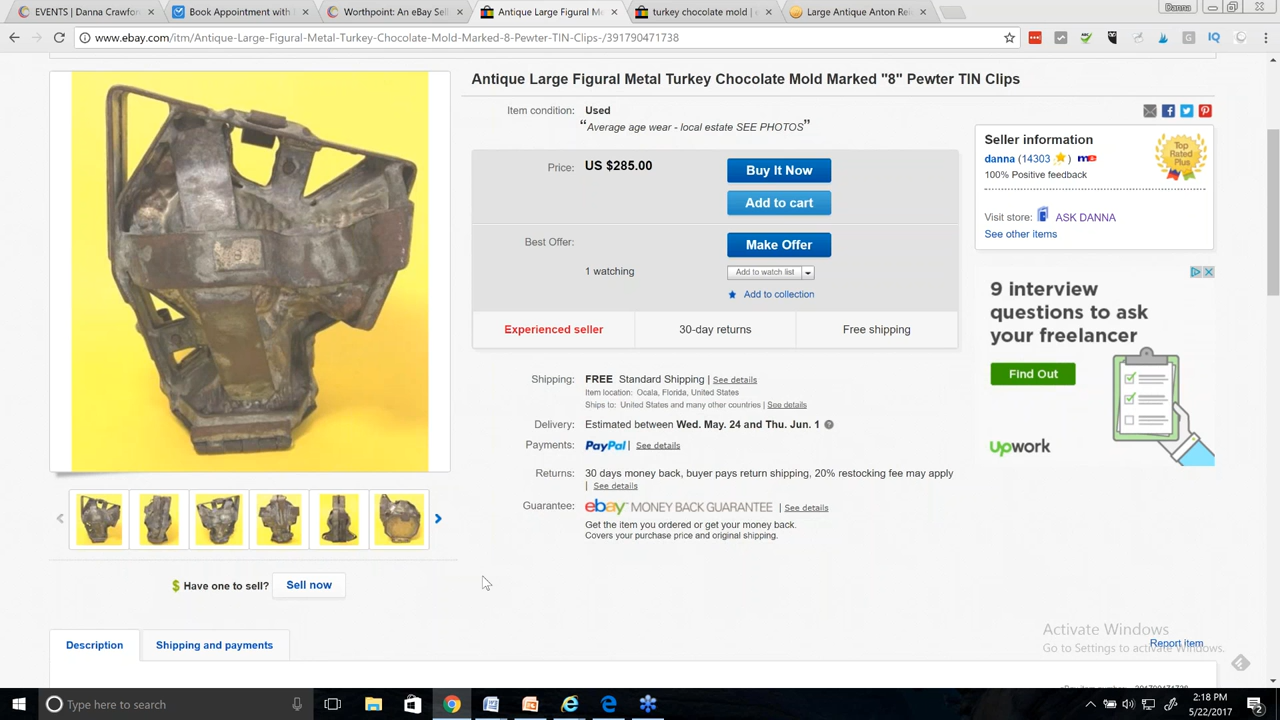 EVENTS | Danna Crawfor
Book Appointment with
Worthpoint: An eBay Sell
Antique Large Figural Me
turkey chocolate mold | e
Large Antique Anton Rei
Danna
www.ebay.com/itm/Antique-Large-Figural-Metal-Turkey-Chocolate-Mold-Marked-8-Pewter-TIN-Clips-/391790471738
Antique Large Figural Metal Turkey Chocolate Mold Marked "8" Pewter TIN Clips
Item condition: Used
“Average age wear - local estate SEE PHOTOS”
Price: US $285.00
Buy It Now
Add to cart
Best Offer:
Make Offer
1 watching
Add to watch list
Add to collection
Experienced seller
30-day returns
Free shipping
Shipping: FREE Standard Shipping | See details
Item location: Ocala, Florida, United States
Ships to: United States and many other countries | See details
Delivery: Estimated between Wed. May. 24 and Thu. Jun. 1 ?
Payments: PayPal | See details
Returns: 30 days money back, buyer pays return shipping, 20% restocking fee may apply
| See details
Guarantee: ebay MONEY BACK GUARANTEE | See details
Get the item you ordered or get your money back.
Covers your purchase price and original shipping.
Seller information
danna (14303 ) me
100% Positive feedback
Top
Rated
Plus
Visit store: ASK DANNA
See other items
9 interview
questions to ask
your freelancer
Find Out
Upwork
$ Have one to sell? Sell now
Description
Shipping and payments
Report item
Activate Windows
Go to Settings to activate Windows.
Type here to search
2:18 PM
5/22/2017